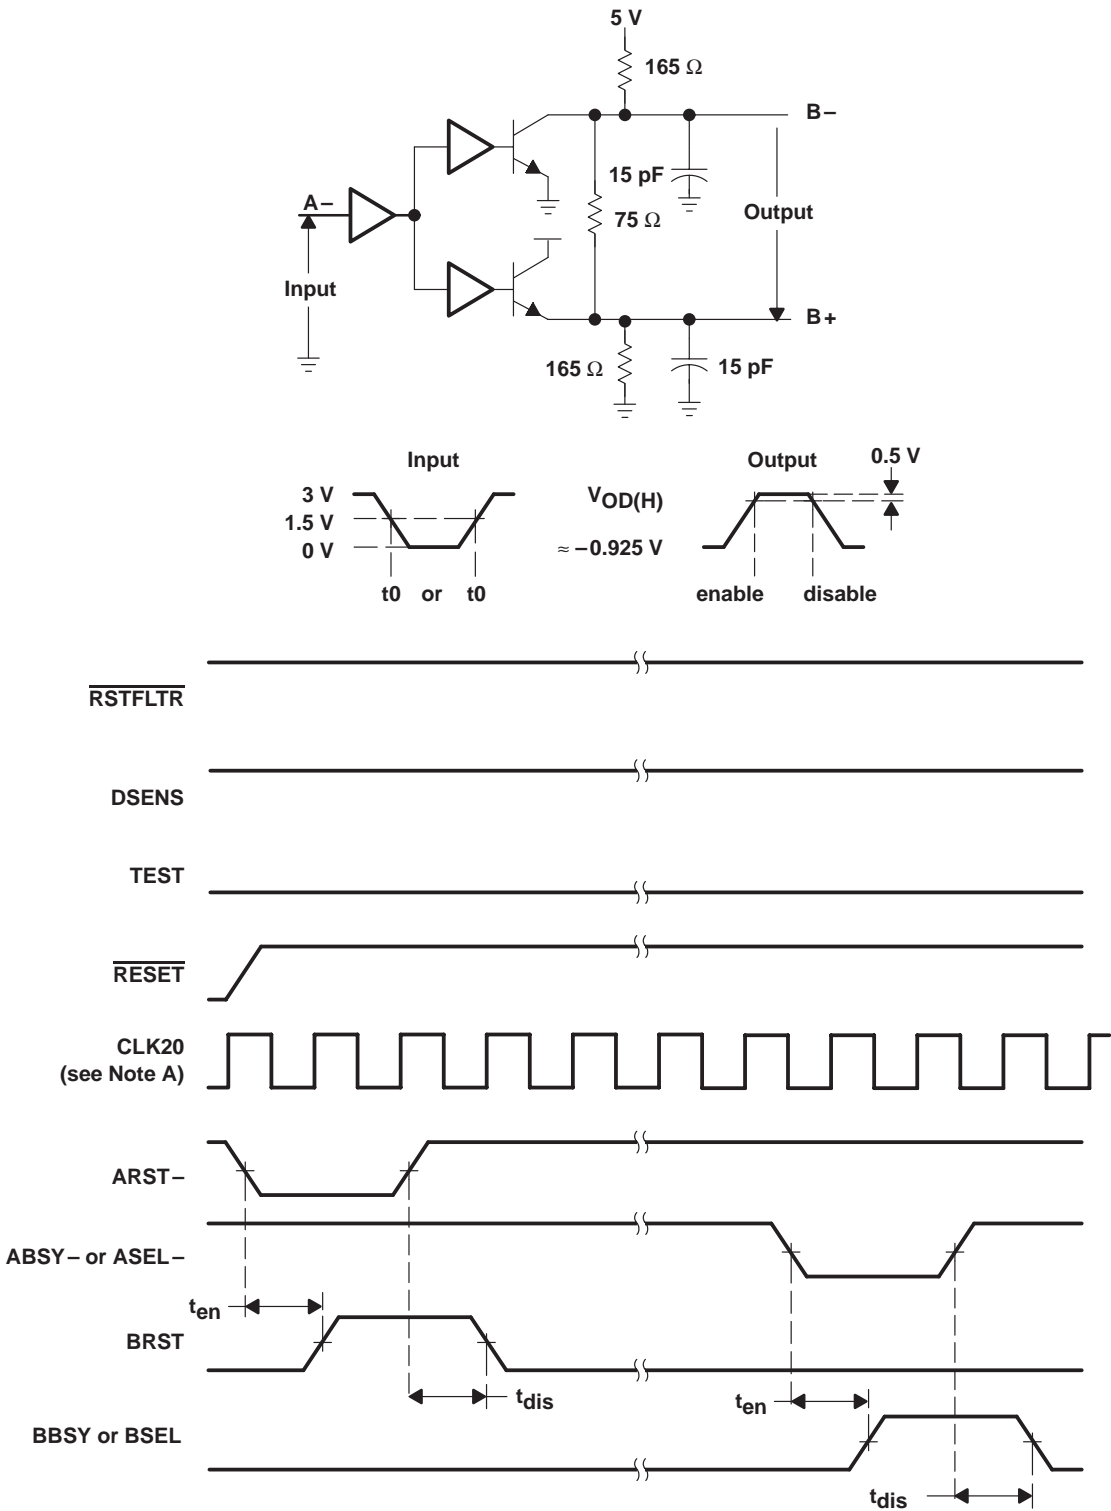 5 V
165 Ω
B–
15 pF
A–
75 Ω
Output
Input
B+
165 Ω
15 pF
Input
Output
0.5 V
3 V
VOD(H)
1.5 V
0 V
≈ –0.925 V
t0 or t0
enable disable
RSTFLTR
DSENS
TEST
RESET
CLK20
(see Note A)
ARST–
ABSY– or ASEL–
ten
BRST
tdis
ten
BBSY or BSEL
tdis